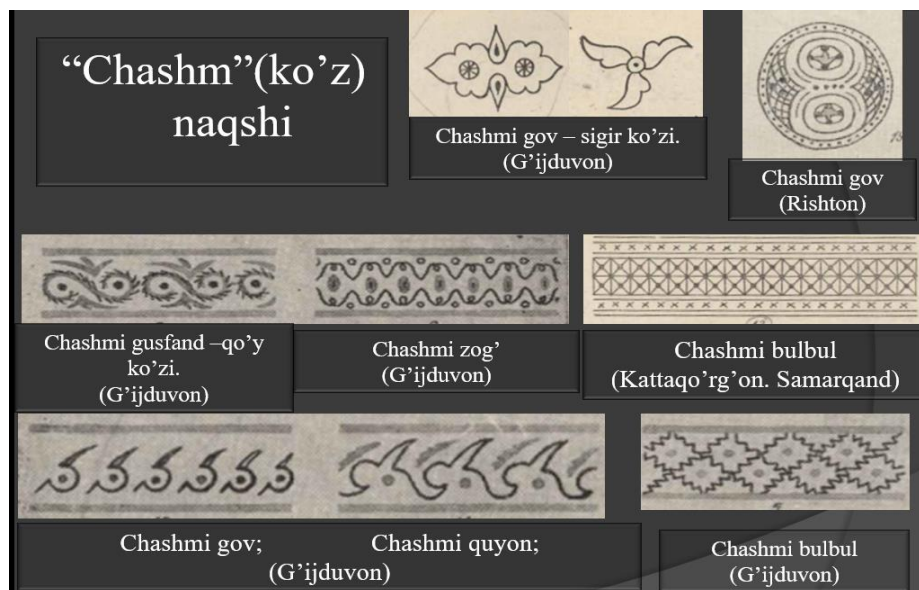 “Chashm”(ko’z)
naqshi
Chashmi gov – sigir ko’zi.
(G’ijduvon)
Chashmi gov
(Rishton)
Chashmi gusfand –qo’y
ko’zi.
(G’ijduvon)
Chashmi zog’
(G’ijduvon)
Chashmi bulbul
(Kattaqo’rg’on. Samarqand)
Chashmi gov; Chashmi quyon;
(G’ijduvon)
Chashmi bulbul
(G’ijduvon)